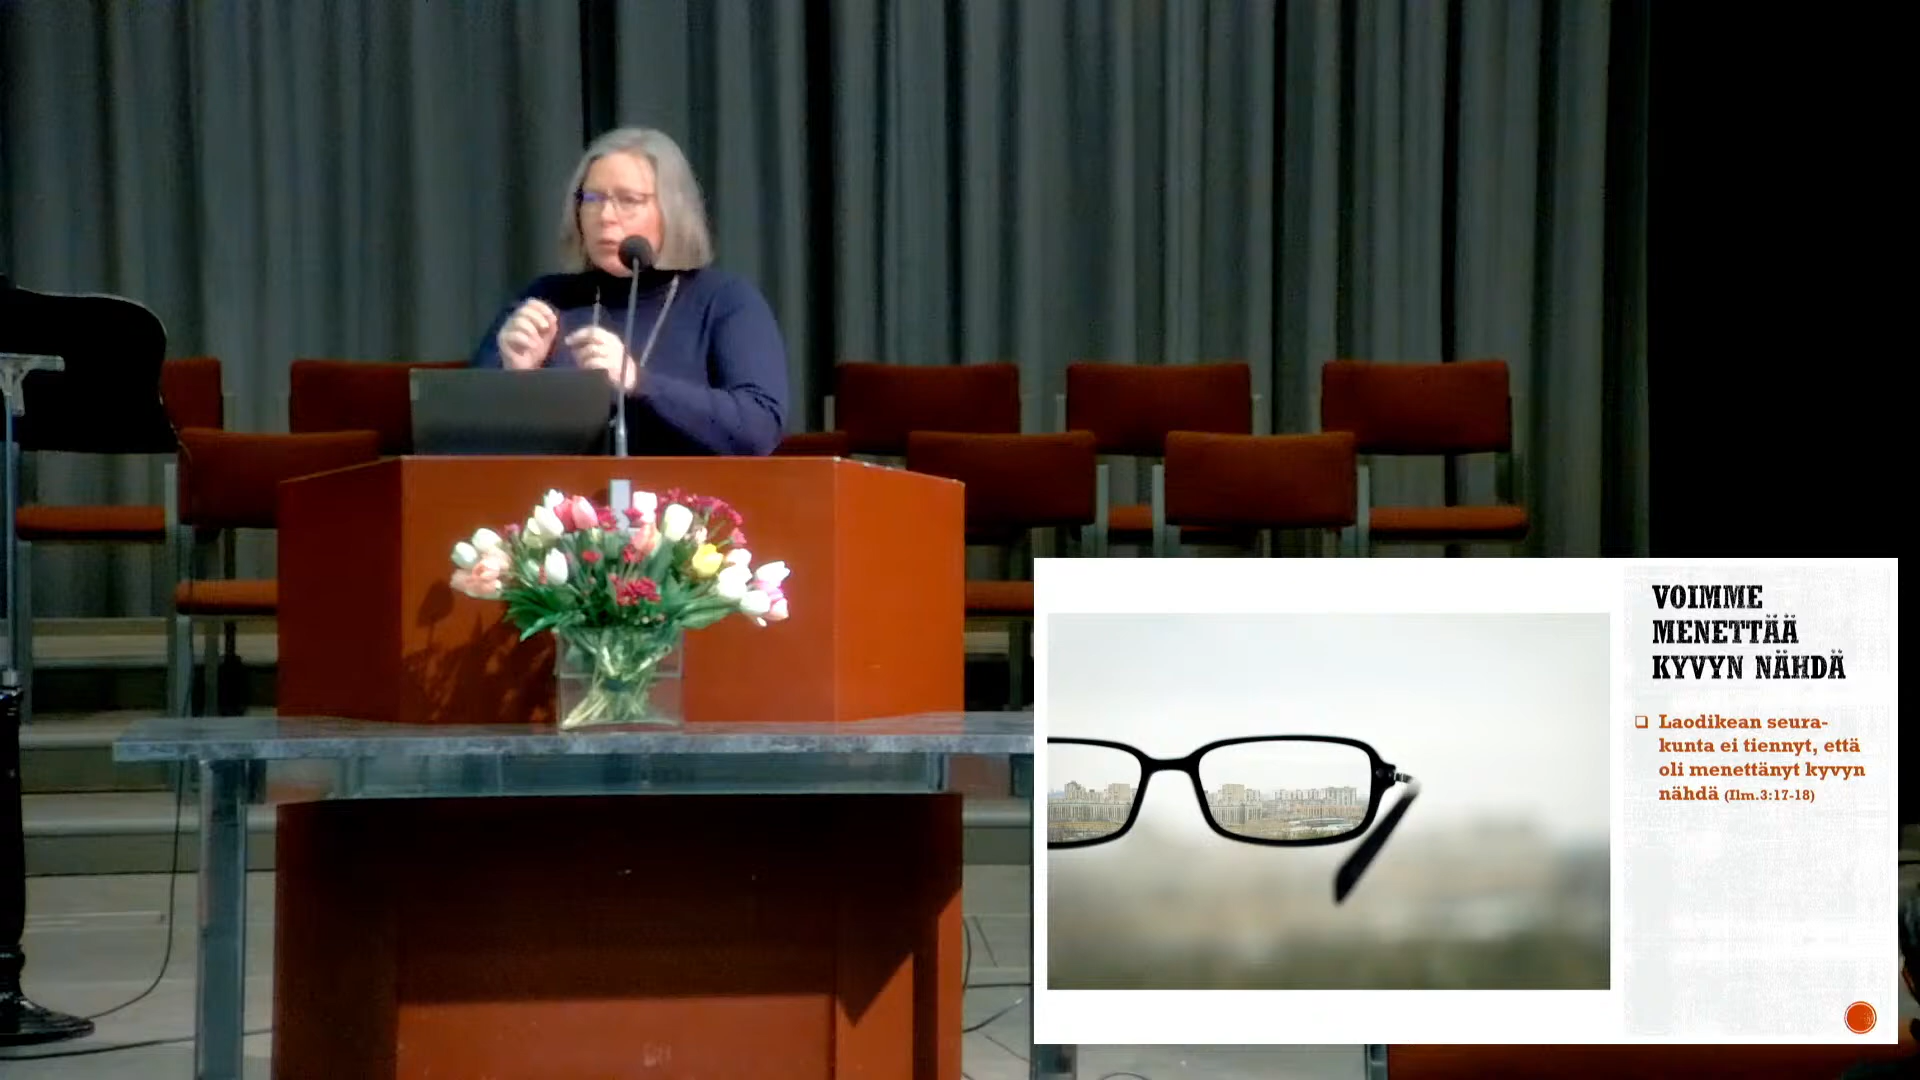 VOIMME
MENETTÄÄ
KYVYN NÄHDÄ
Laodikean seura-
kunta ei tiennyt, että
oli menettänyt kyvyn
nähdä (Ilm.3:17-18)